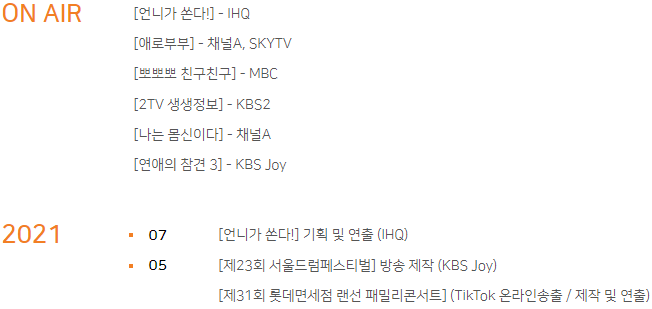 ON AIR [언니가 쏜다!] - IHQ
[애로부부] - 채널A, SKYTV
[뽀뽀뽀 친구친구] - MBC
[2TV 생생정보] - KBS2
[나는 몸신이다] - 채널A
[연애의 참견 3] - KBS Joy
2021 07 [언니가 쏜다!] 기획 및 연출 (IHQ)
05 [제23회 서울드럼페스티벌] 방송 제작 (KBS Joy)
[제31회 롯데면세점 랜선 패밀리콘서트] (TikTok 온라인송출 / 제작 및 연출)